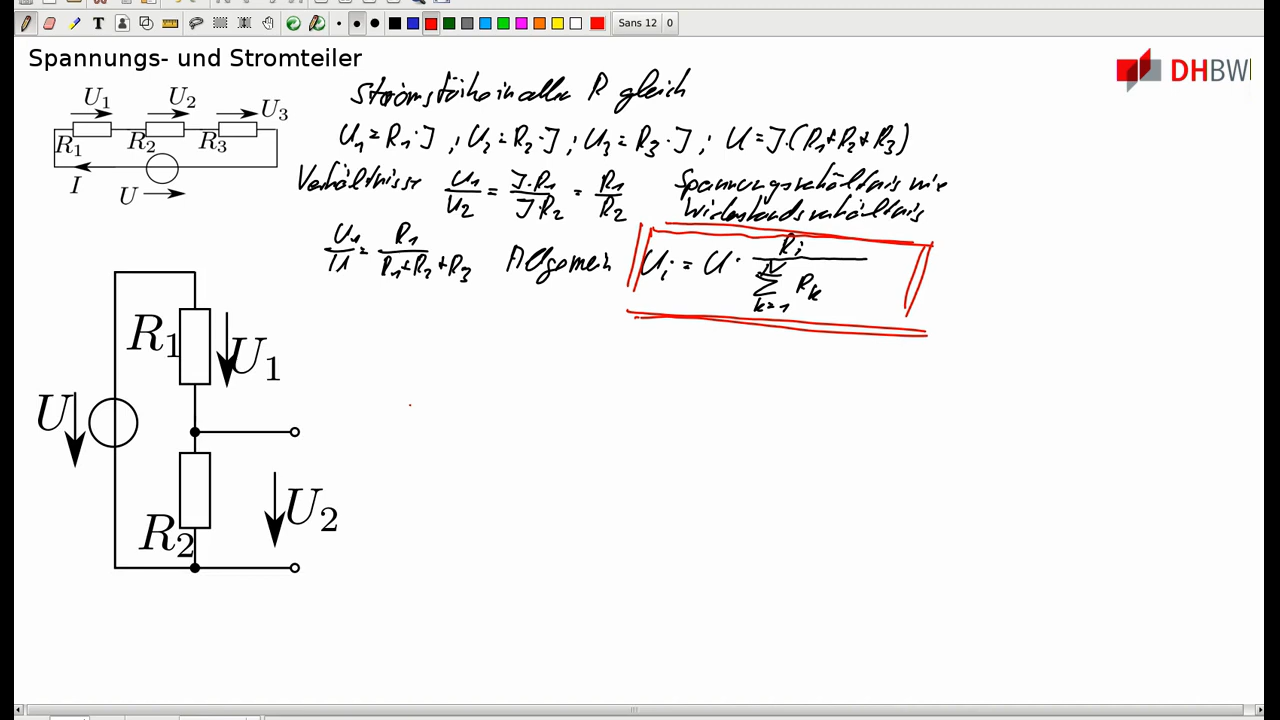 Sans 12 0
Spannungs- und Stromteiler
DHBW
U₁ U₂ U₃
R₁ R₂ R₃
I
U
Stromstärke in allen R gleich
U₁ = R₁·I ; U₂ = R₂·I ; U₃ = R₃·I ; U = I·(R₁+R₂+R₃)
Verhältnisse U₁/U₂ = I·R₁/I·R₂ = R₁/R₂ Spannungsverhältnis wie
Widerstandsverhältnis
U₁/U = R₁/R₁+R₂+R₃ Allgemein Uᵢ = U · Rᵢ/∑ₖ₌₁ᴺ Rₖ
R₁ U₁
U
R₂ U₂